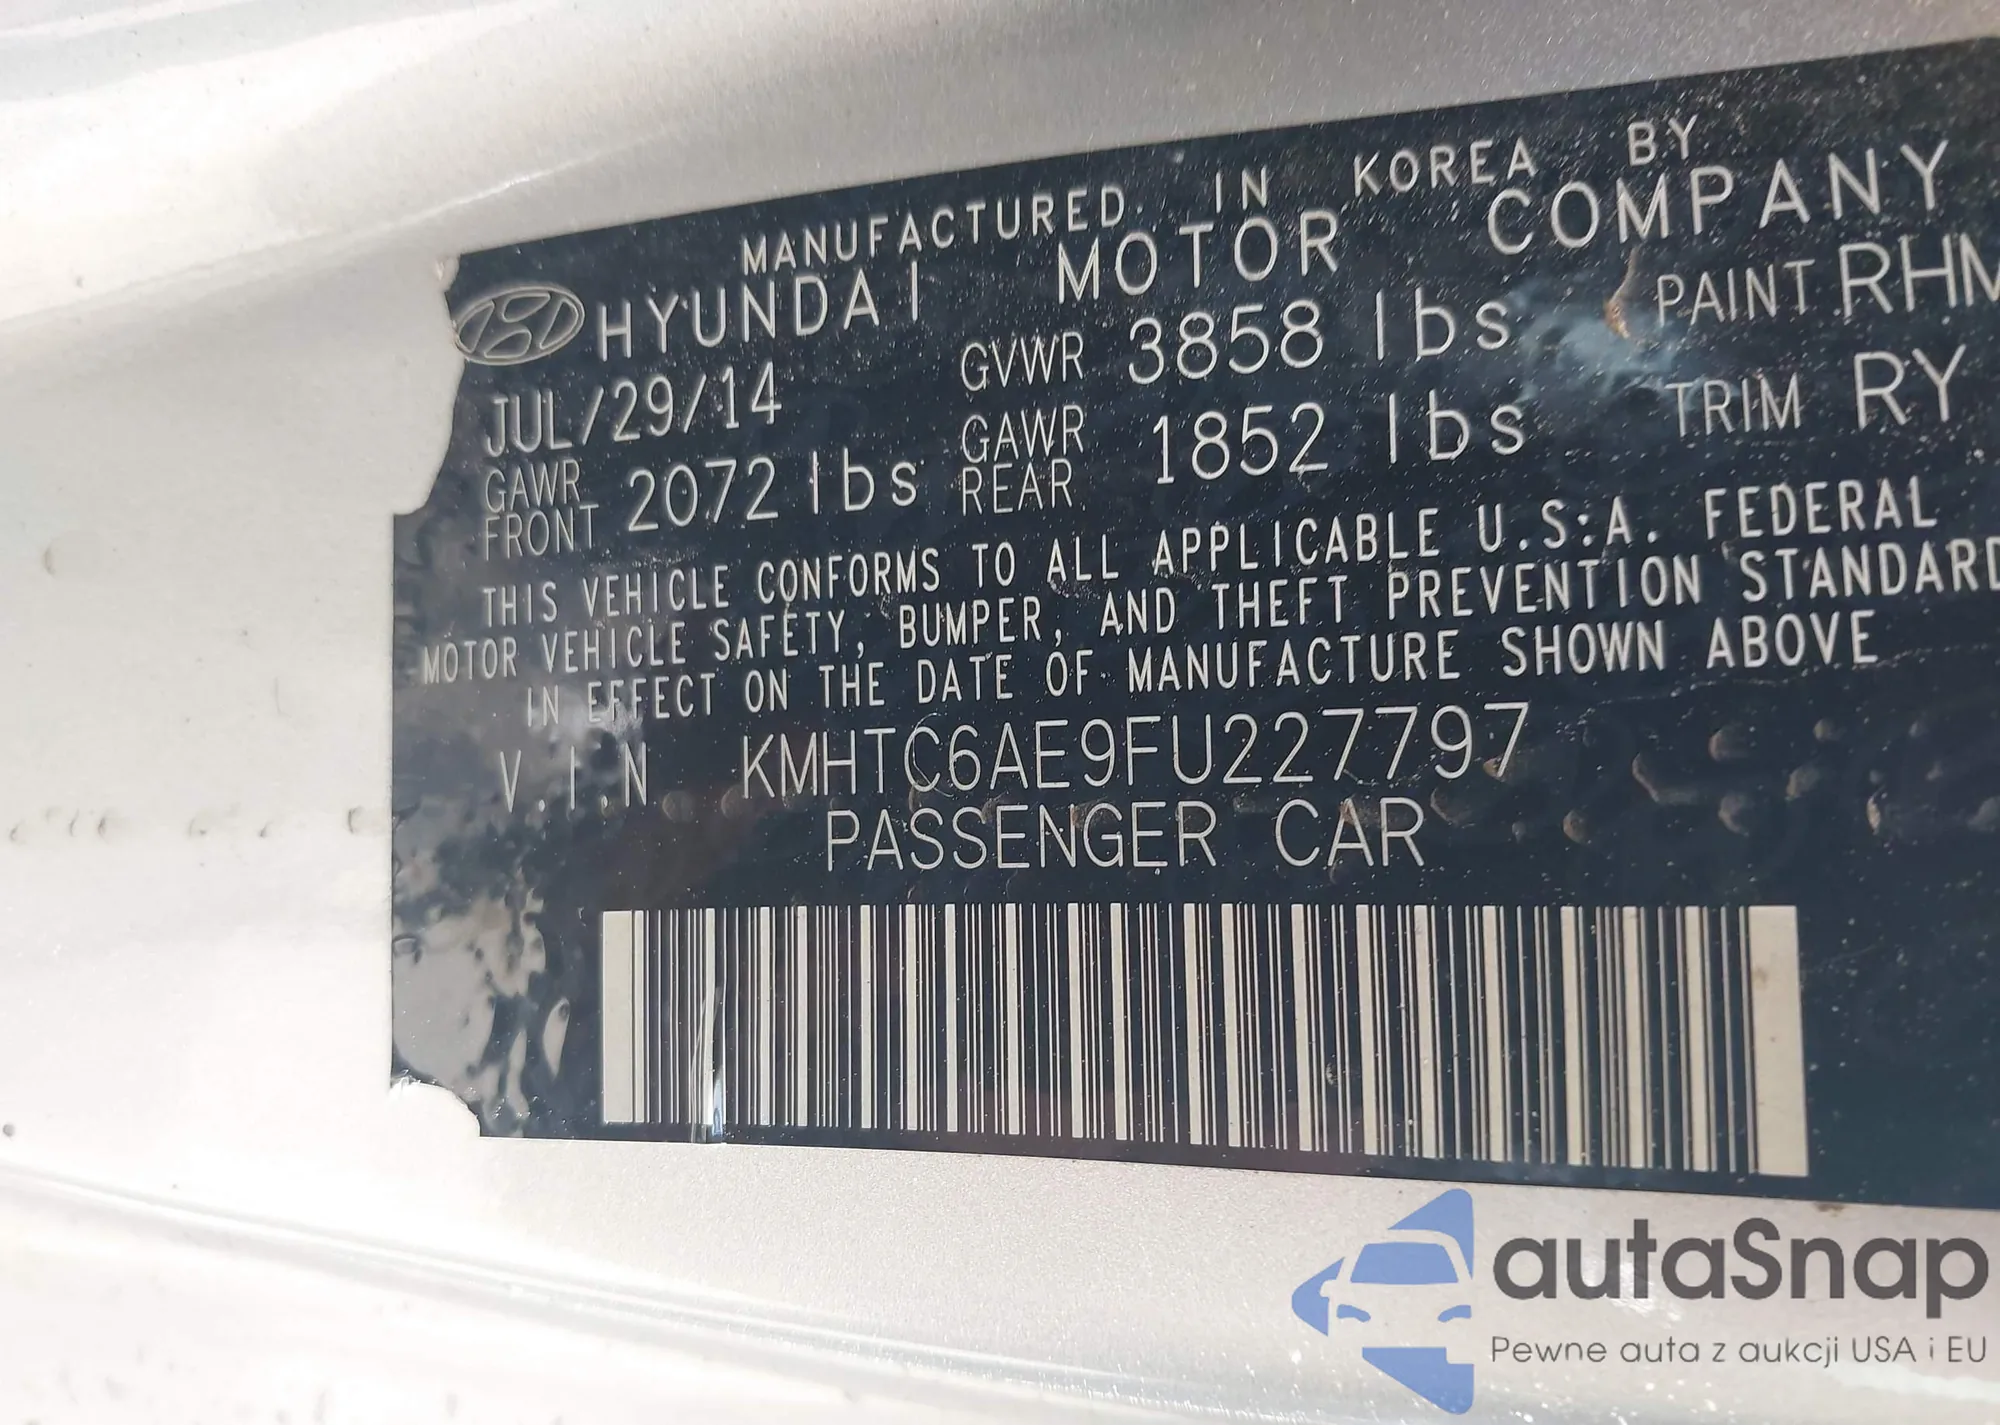 MANUFACTURED IN KOREA BY
HYUNDAI MOTOR COMPANY
JUL/29/14 GVWR 3858 lbs PAINT RHM
GAWR FRONT 2072 lbs GAWR REAR 1852 lbs TRIM RY
THIS VEHICLE CONFORMS TO ALL APPLICABLE U.S.A. FEDERAL
MOTOR VEHICLE SAFETY, BUMPER, AND THEFT PREVENTION STANDARD
IN EFFECT ON THE DATE OF MANUFACTURE SHOWN ABOVE
V.I.N KMHTC6AE9FU227797
PASSENGER CAR
autaSnap
Pewne auta z aukcji USA i EU